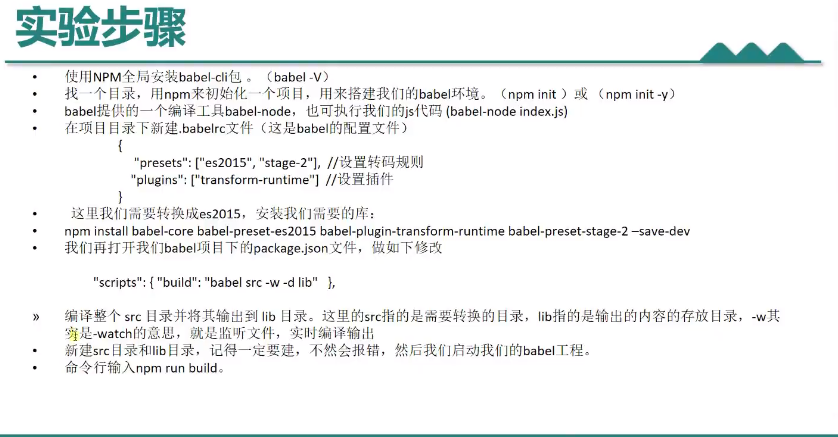 实验步骤
• 使用NPM全局安装babel-cli包 。（babel -V）
• 找一个目录，用npm来初始化一个项目，用来搭建我们的babel环境。（npm init ）或 （npm init -y）
• babel提供的一个编译工具babel-node，也可执行我们的js代码 (babel-node index.js)
• 在项目目录下新建.babelrc文件（这是babel的配置文件）
{
"presets": ["es2015", "stage-2"], //设置转码规则
"plugins": ["transform-runtime"] //设置插件
}
• 这里我们需要转换成es2015，安装我们需要的库：
• npm install babel-core babel-preset-es2015 babel-plugin-transform-runtime babel-preset-stage-2 –save-dev
• 我们再打开我们babel项目下的package.json文件，做如下修改
"scripts": { "build": "babel src -w -d lib" },
» 编译整个 src 目录并将其输出到 lib 目录。这里的src指的是需要转换的目录，lib指的是输出的内容的存放目录，-w其
实是-watch的意思，就是监听文件，实时编译输出
• 新建src目录和lib目录，记得一定要建，不然会报错，然后我们启动我们的babel工程。
• 命令行输入npm run build。